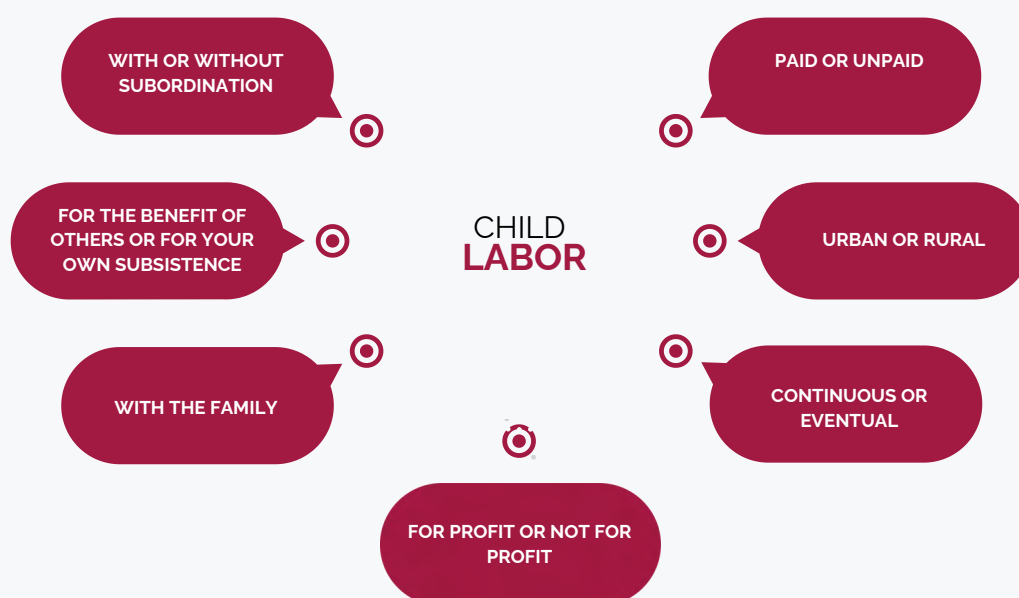 WITH OR WITHOUT
SUBORDINATION
PAID OR UNPAID
FOR THE BENEFIT OF
OTHERS OR FOR YOUR
OWN SUBSISTENCE
CHILD
LABOR
URBAN OR RURAL
WITH THE FAMILY
CONTINUOUS OR
EVENTUAL
FOR PROFIT OR NOT FOR
PROFIT